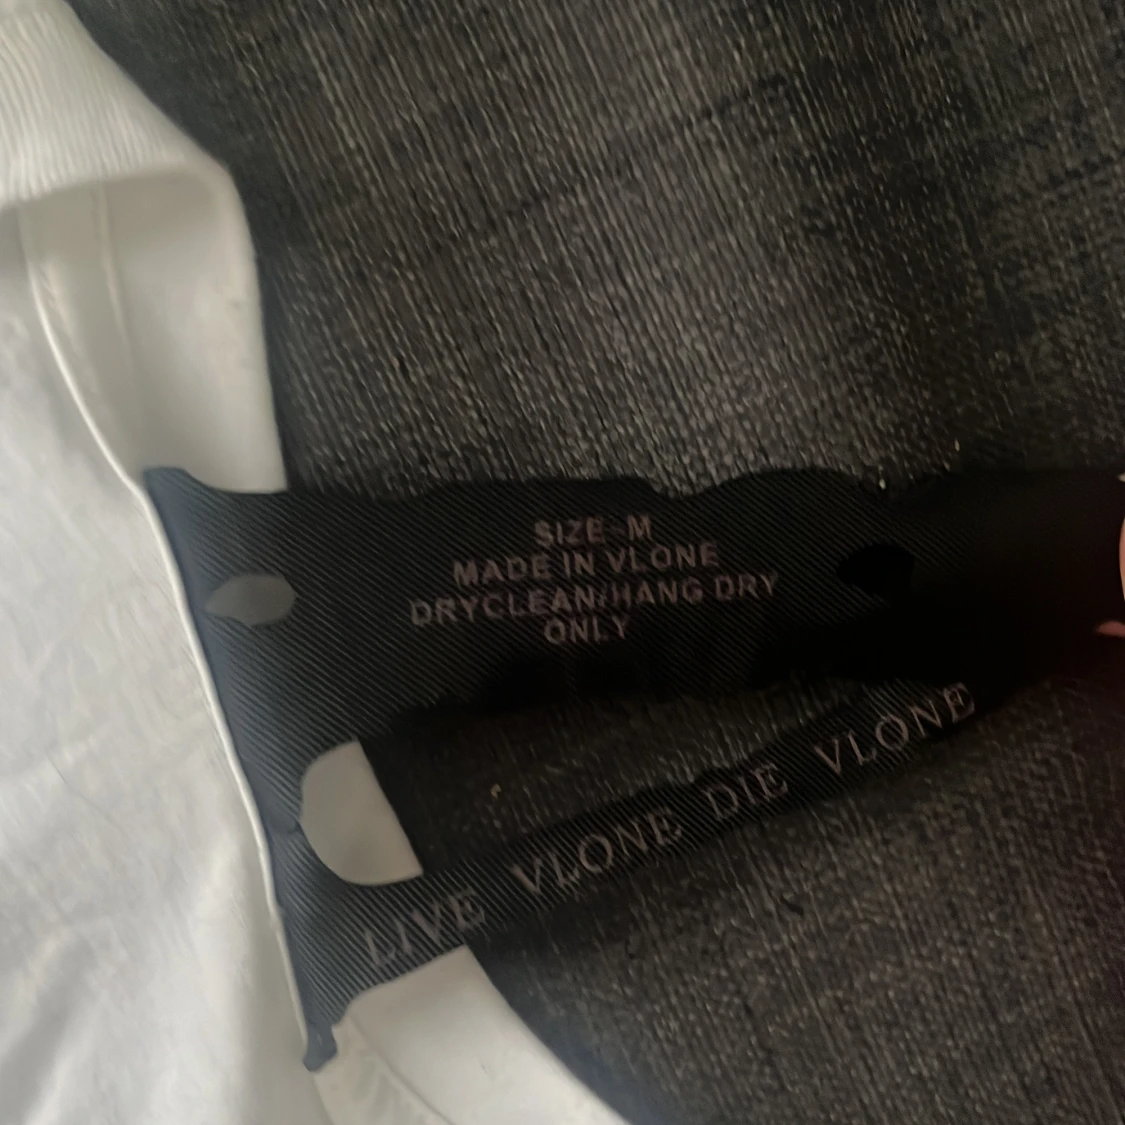 SIZE-M
MADE IN VLONE
DRYCLEAN/HANG DRY
ONLY
LIVE VLONE DIE VLONE